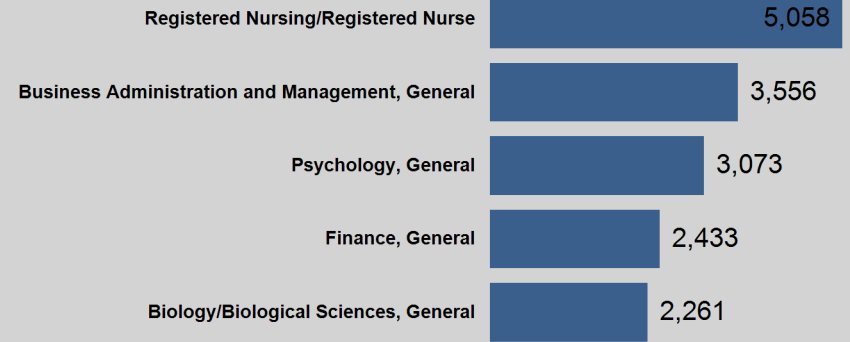 Registered Nursing/Registered Nurse 5,058
Business Administration and Management, General 3,556
Psychology, General 3,073
Finance, General 2,433
Biology/Biological Sciences, General 2,261